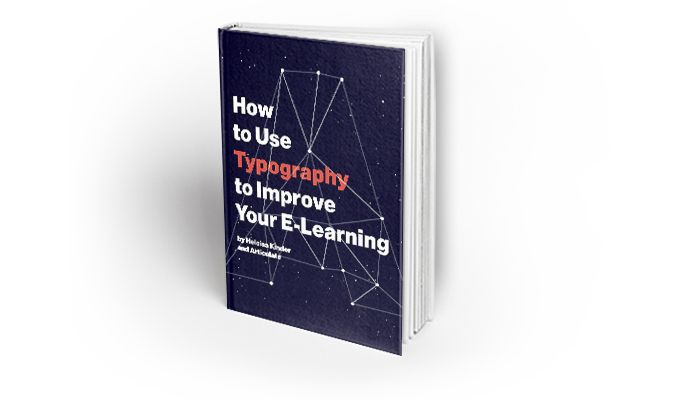 How
to Use
Typography
to Improve
Your E-Learning
by Heloisa Kinder
and Articulate